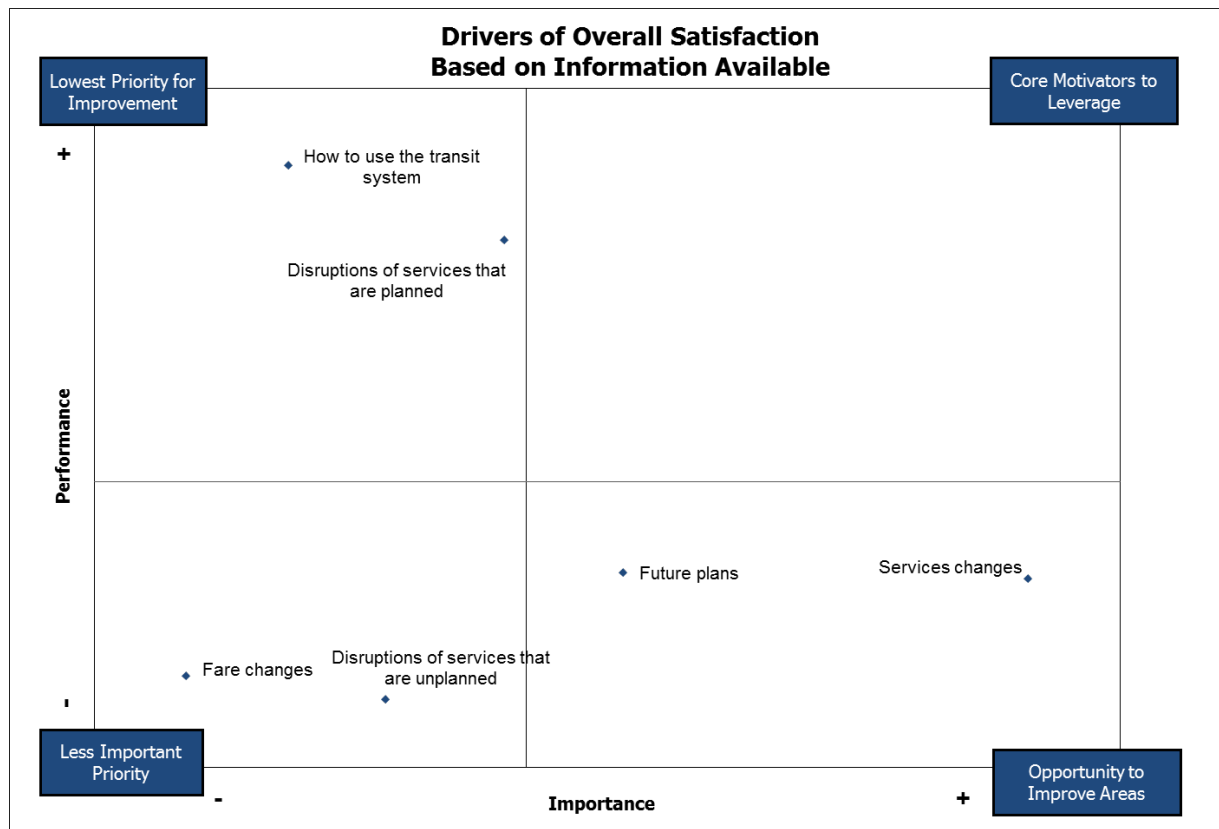 Drivers of Overall Satisfaction
Based on Information Available
Lowest Priority for
Improvement
Core Motivators to
Leverage
+
How to use the transit
system
Disruptions of services that
are planned
Performance
Future plans
Services changes
Fare changes
Disruptions of services that
are unplanned
-
Less Important
Priority
Opportunity to
Improve Areas
-
Importance
+